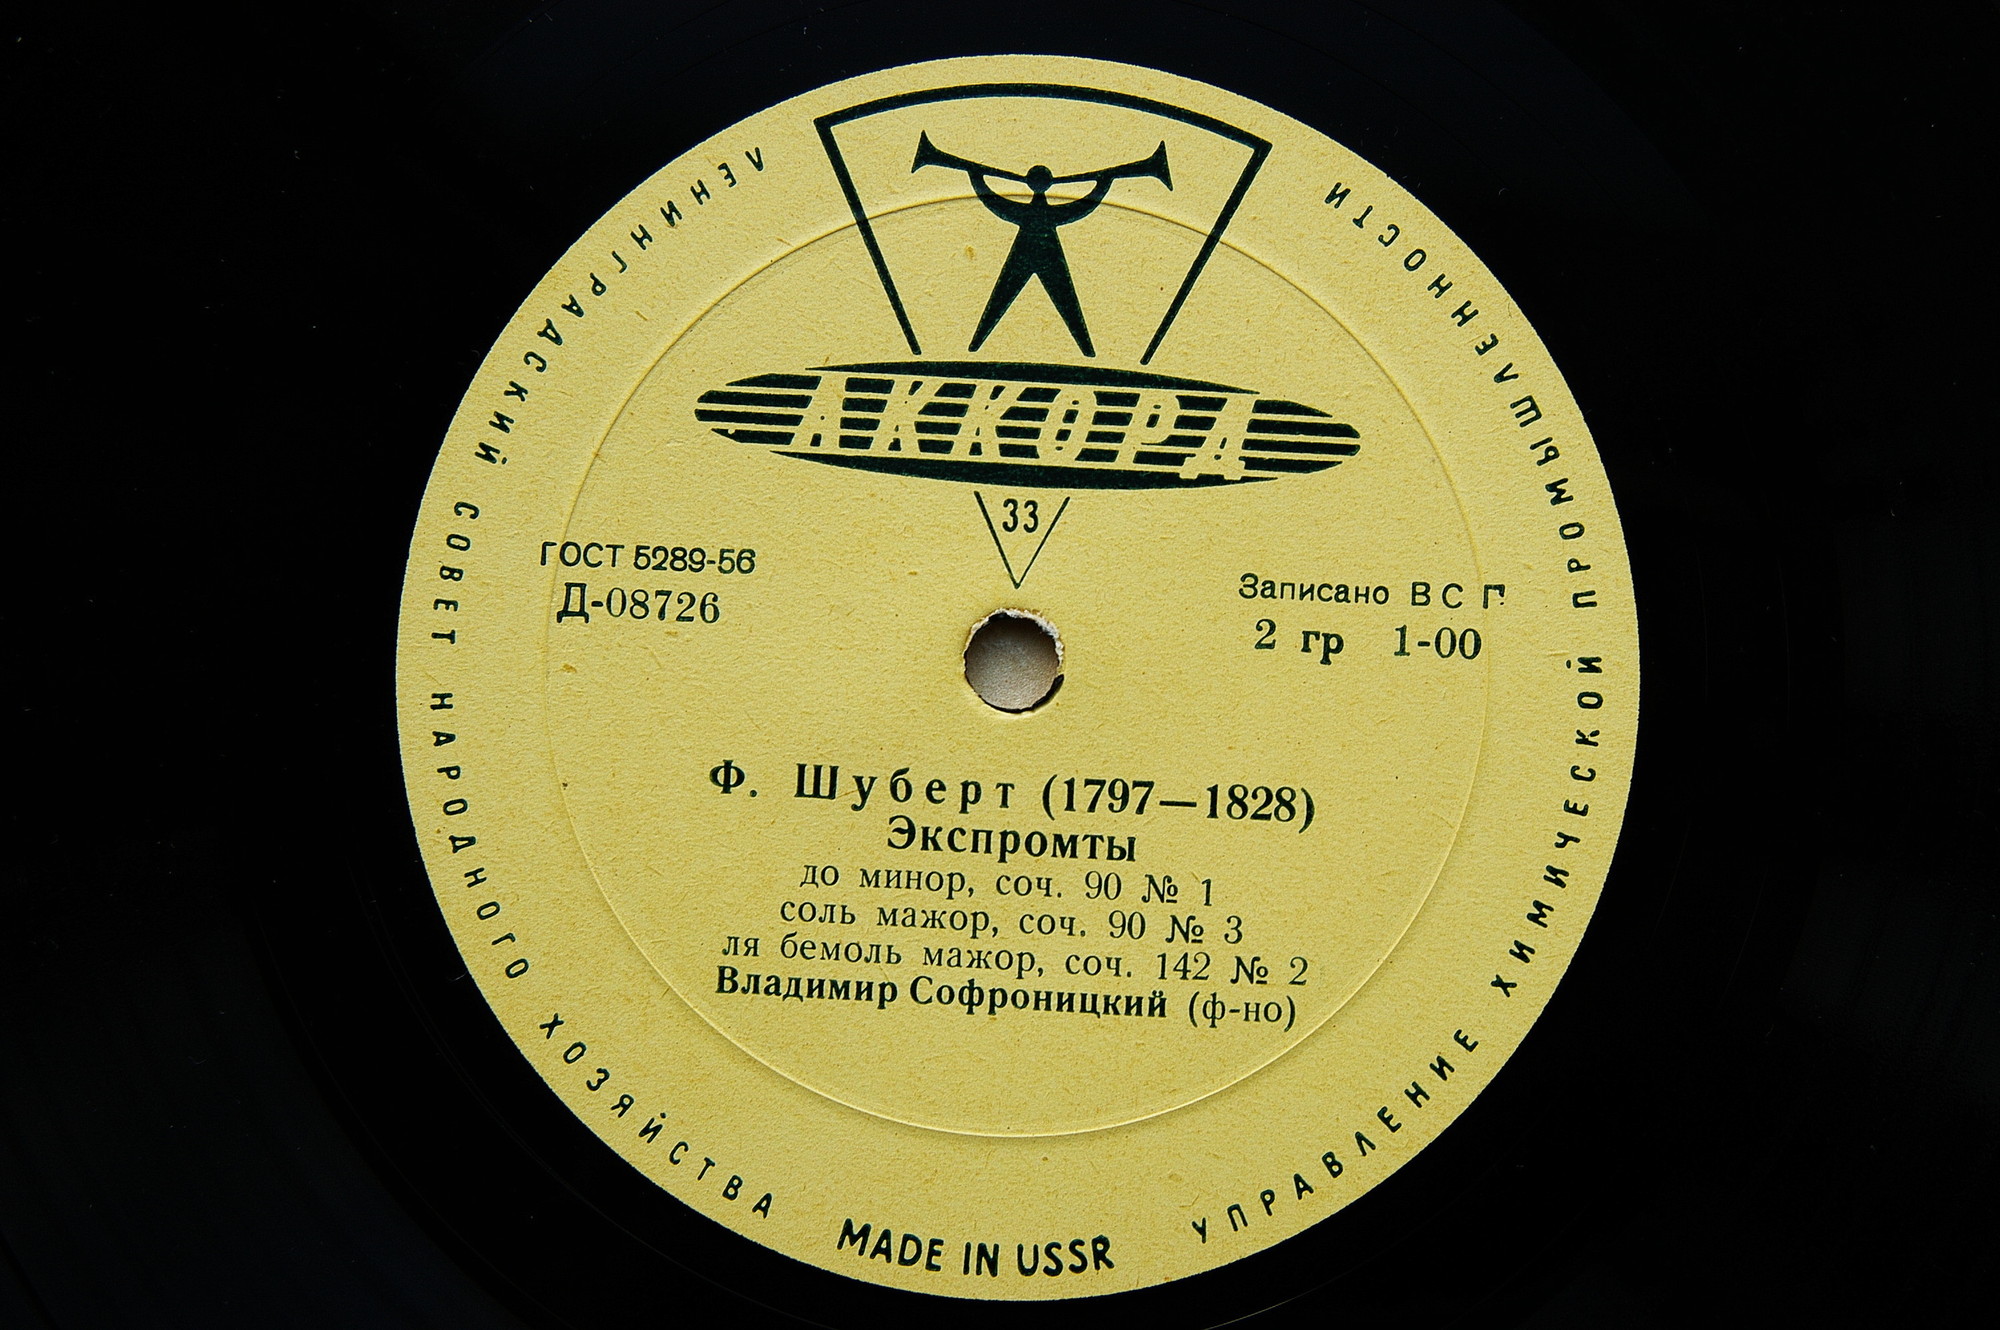 ЛЕНИНГРАДСКИЙ СОВЕТ НАРОДНОГО ХОЗЯЙСТВА
УПРАВЛЕНИЕ ХИМИЧЕСКОЙ ПРОМЫШЛЕННОСТИ
АККОРД
33
ГОСТ 5289-56
Д-08726
Записано ВСГ
2 гр 1-00
Ф. Шуберт (1797—1828)
Экспромты
до минор, соч. 90 № 1
соль мажор, соч. 90 № 3
ля бемоль мажор, соч. 142 № 2
Владимир Софроницкий (ф-но)
MADE IN USSR